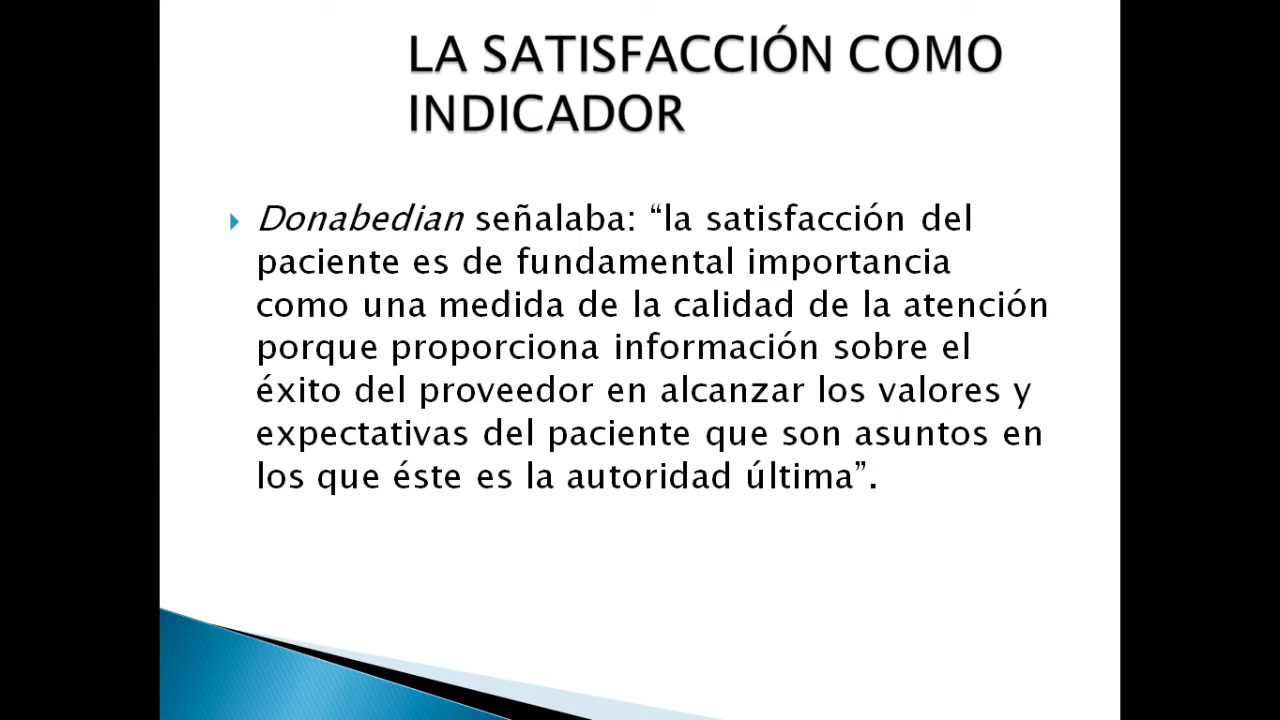 LA SATISFACCIÓN COMO
INDICADOR
Donabedian señalaba: “la satisfacción del
paciente es de fundamental importancia
como una medida de la calidad de la atención
porque proporciona información sobre el
éxito del proveedor en alcanzar los valores y
expectativas del paciente que son asuntos en
los que éste es la autoridad última”.